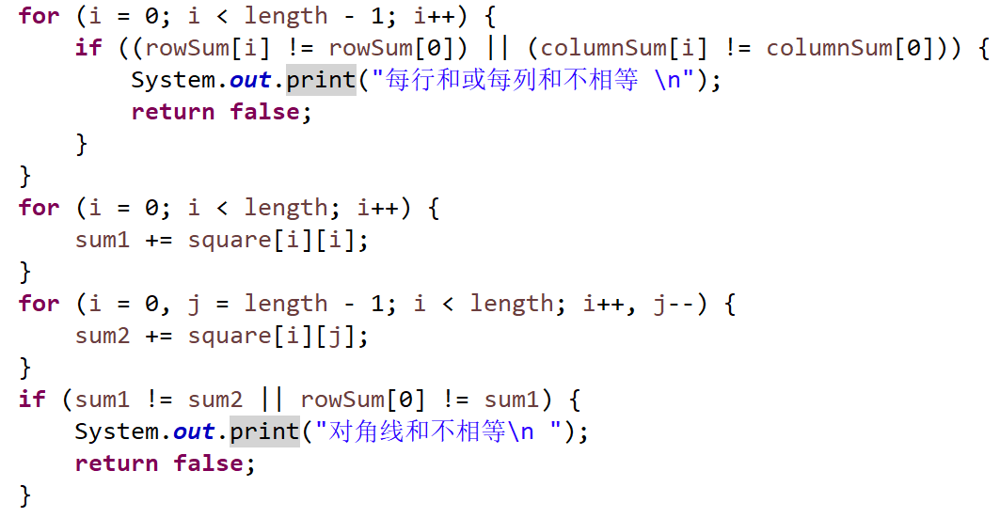 for (i = 0; i < length - 1; i++) {
    if ((rowSum[i] != rowSum[0]) || (columnSum[i] != columnSum[0])) {
        System.out.print("每行和或每列和不相等 \n");
        return false;
    }
}
for (i = 0; i < length; i++) {
    sum1 += square[i][i];
}
for (i = 0, j = length - 1; i < length; i++, j--) {
    sum2 += square[i][j];
}
if (sum1 != sum2 || rowSum[0] != sum1) {
    System.out.print("对角线和不相等\n ");
    return false;
}